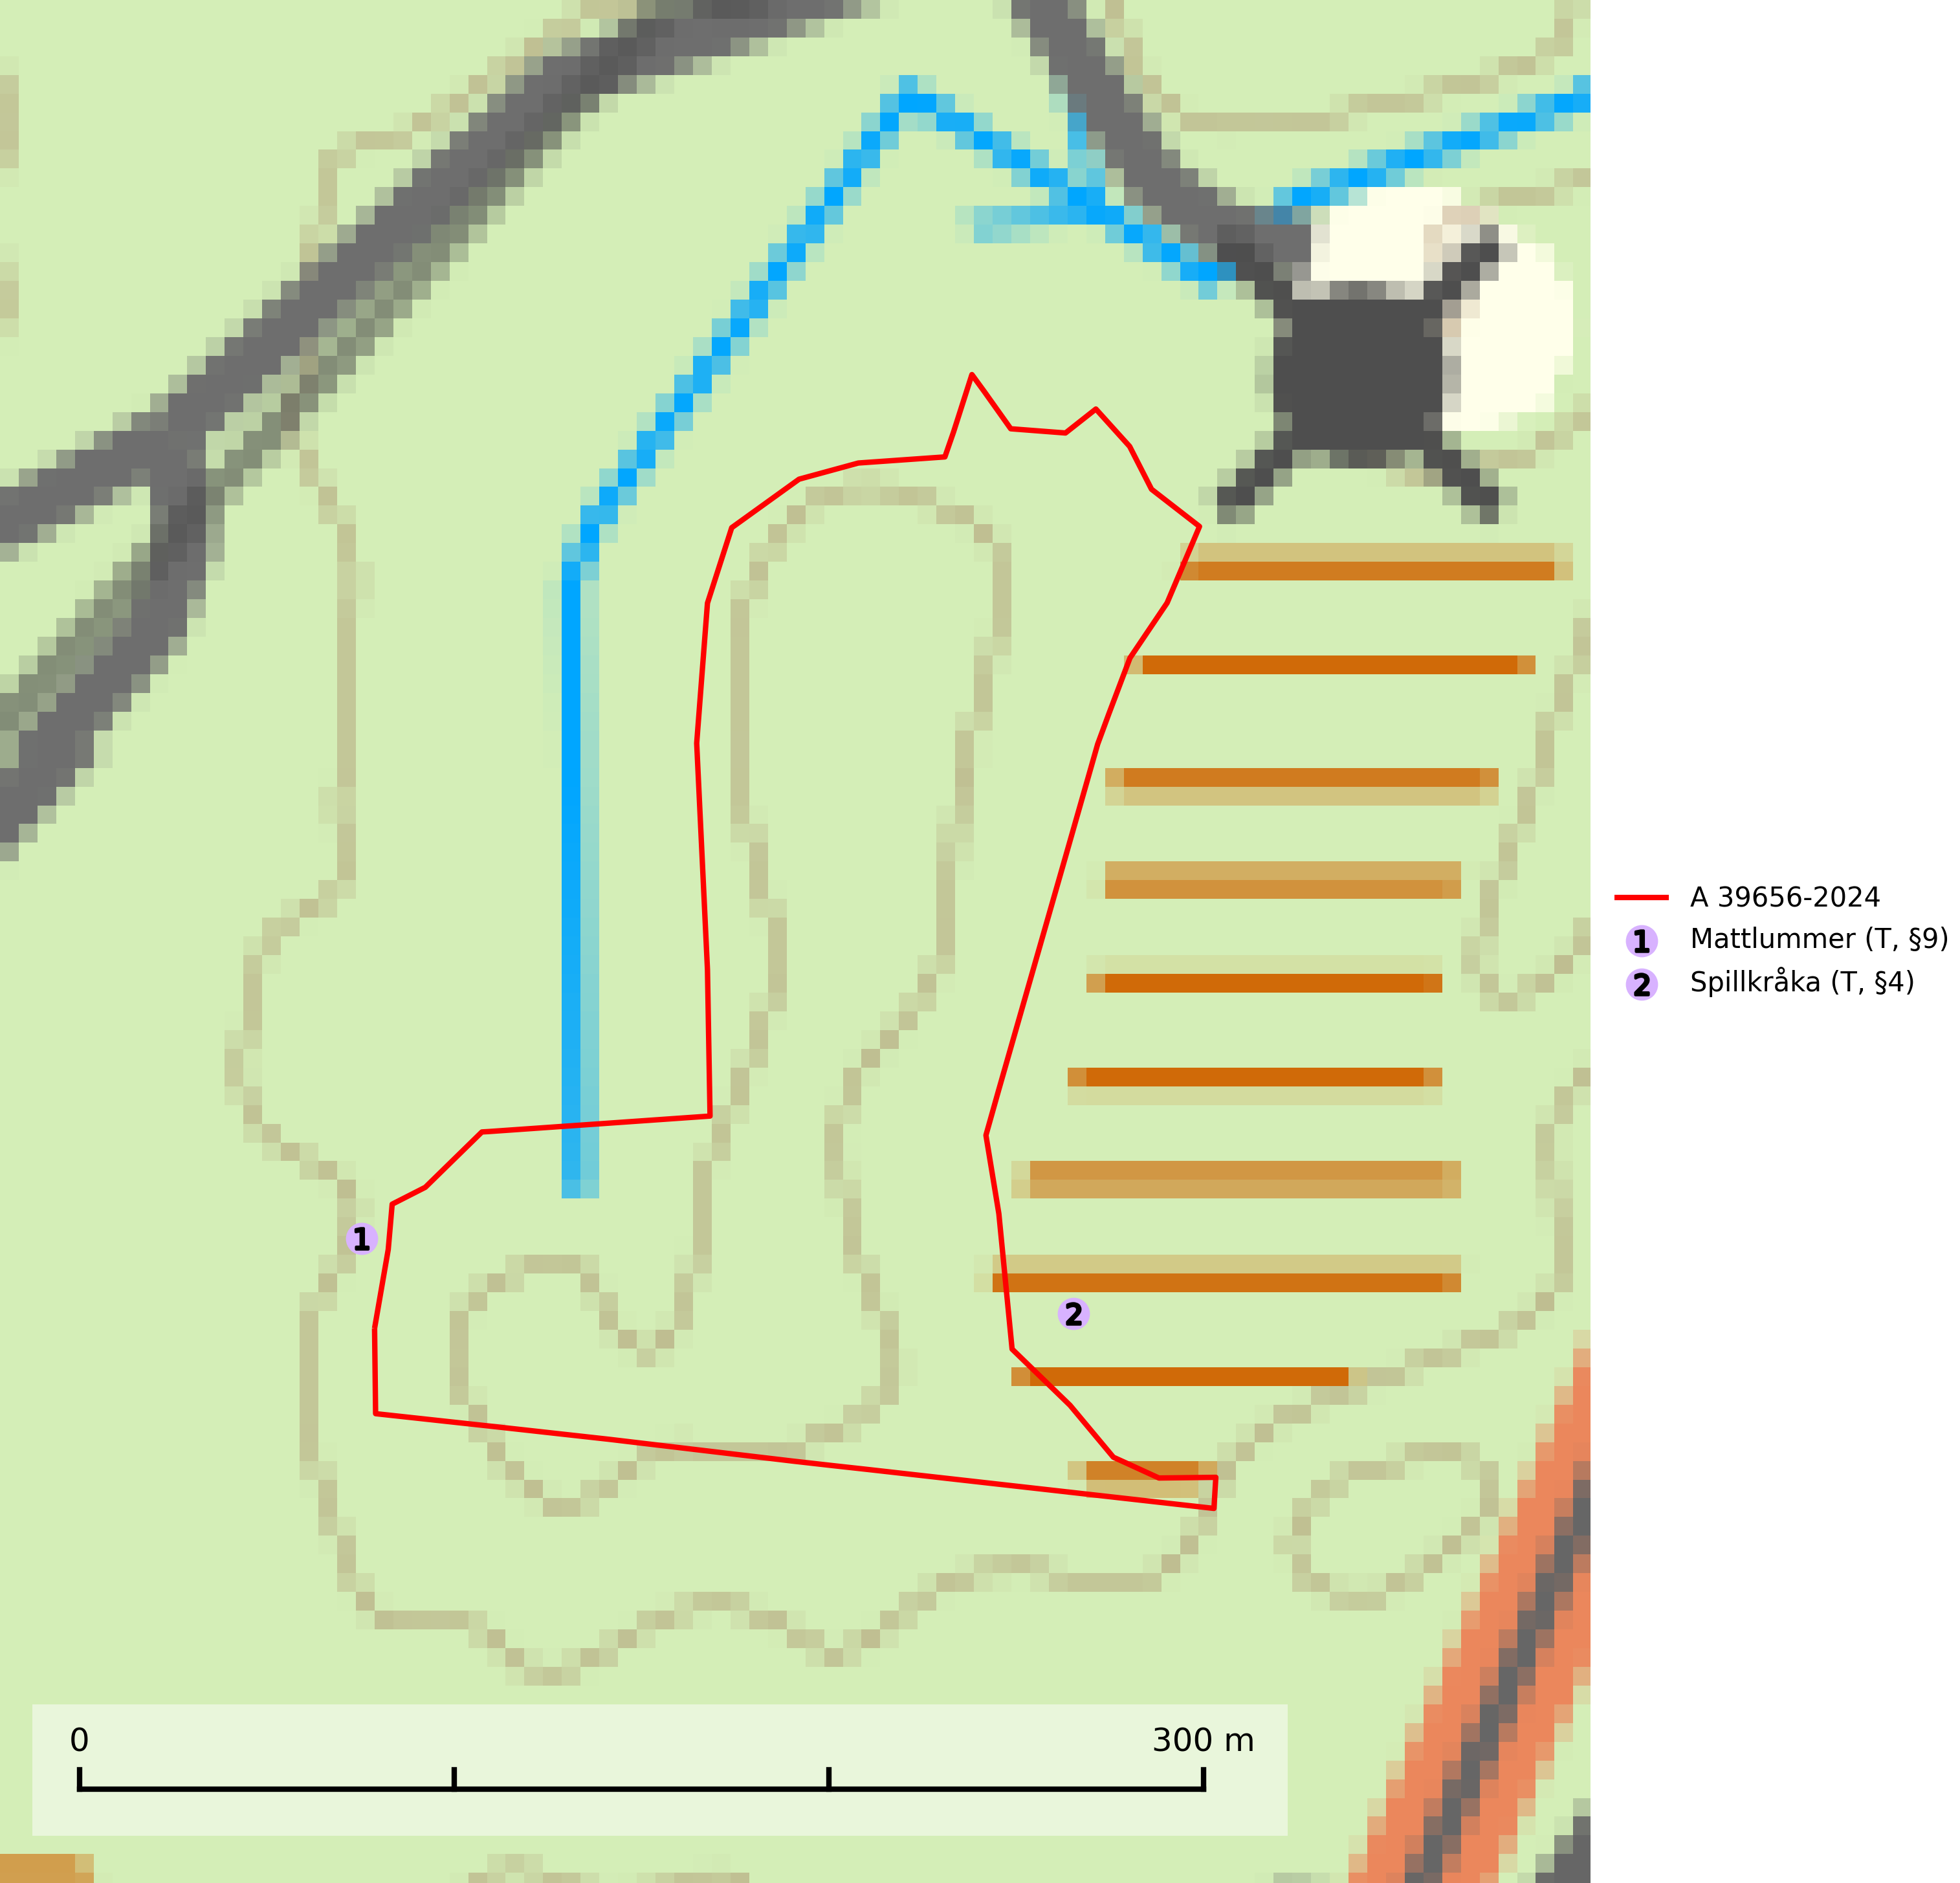 A 39656-2024
1 Mattlummer (T, §9)
2 Spillkråka (T, §4)
1
2
0 300 m